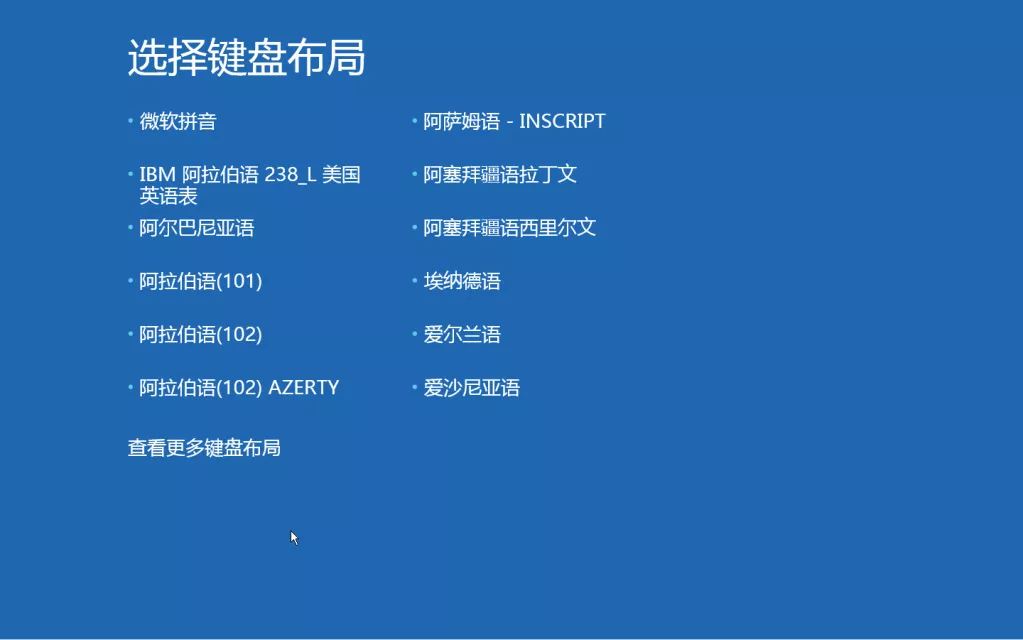 选择键盘布局
微软拼音
IBM 阿拉伯语 238_L 美国
英语表
阿尔巴尼亚语
阿拉伯语(101)
阿拉伯语(102)
阿拉伯语(102) AZERTY
阿萨姆语 - INSCRIPT
阿塞拜疆语拉丁文
阿塞拜疆语西里尔文
埃纳德语
爱尔兰语
爱沙尼亚语
查看更多键盘布局